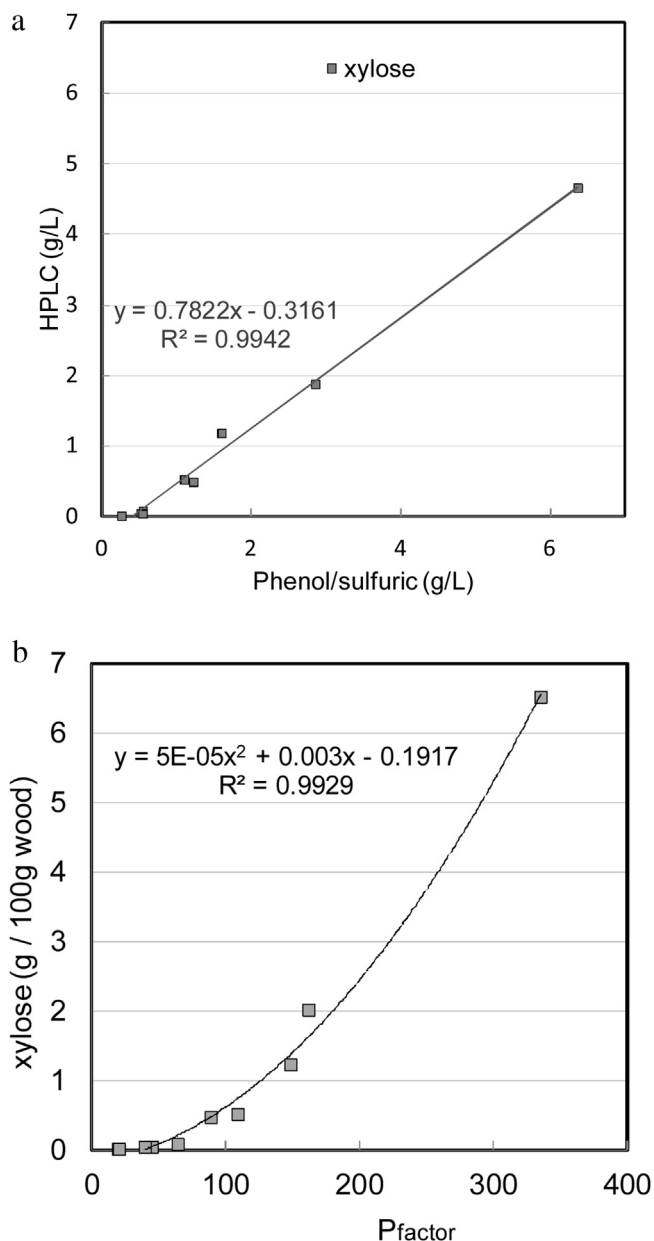 a
7
xylose
6
5
4
3
2
1
0
HPLC (g/L)
y = 0.7822x - 0.3161
R² = 0.9942
0 2 4 6
Phenol/sulfuric (g/L)
b
7
6
5
4
3
2
1
0
xylose (g / 100g wood)
y = 5E-05x² + 0.003x - 0.1917
R² = 0.9929
0 100 200 300 400
Pfactor